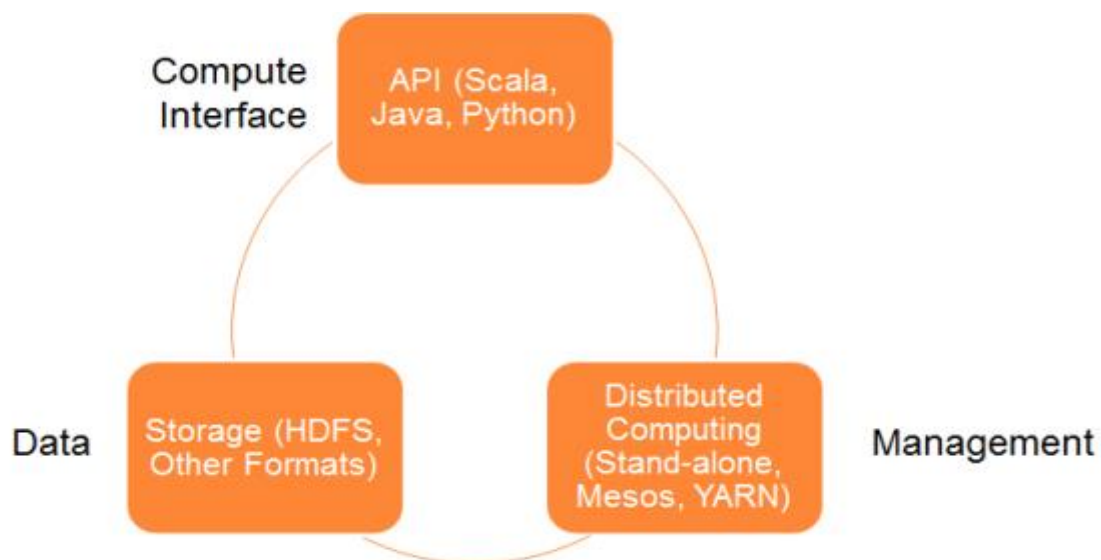 Compute
Interface
API (Scala,
Java, Python)
Data
Storage (HDFS,
Other Formats)
Distributed
Computing
(Stand-alone,
Mesos, YARN)
Management